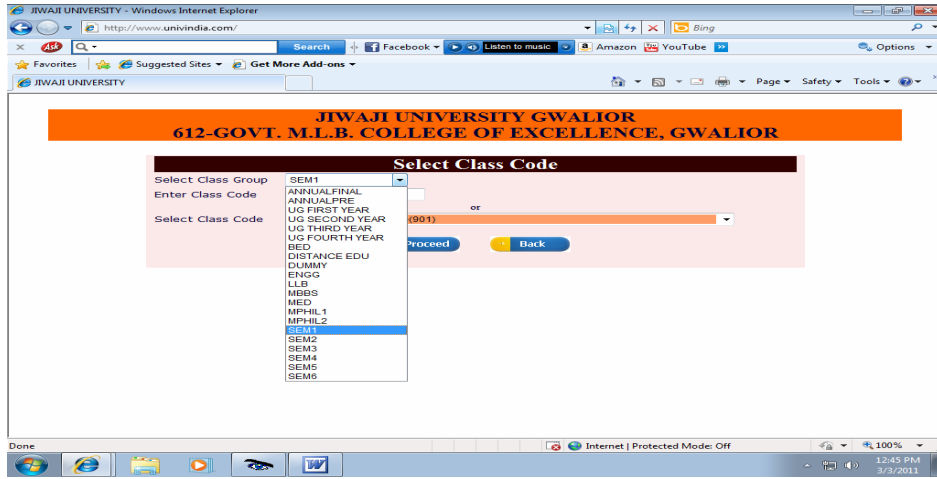 JIWAJI UNIVERSITY - Windows Internet Explorer
http://www.univindia.com/
Bing
Ask
Search
Facebook
Listen to music
Amazon
YouTube
Options
Favorites
Suggested Sites
Get More Add-ons
JIWAJI UNIVERSITY
Page
Safety
Tools
JIWAJI UNIVERSITY GWALIOR
612-GOVT. M.L.B. COLLEGE OF EXCELLENCE, GWALIOR
Select Class Code
Select Class Group SEM1
Enter Class Code
or
Select Class Code (901)
Proceed Back
ANNUALFINAL
ANNUALPRE
UG FIRST YEAR
UG SECOND YEAR
UG THIRD YEAR
UG FOURTH YEAR
BED
DISTANCE EDU
DUMMY
ENGG
LLB
MBBS
MED
MPHIL1
MPHIL2
SEM1
SEM2
SEM3
SEM4
SEM5
SEM6
Done
Internet | Protected Mode: Off
100%
12:45 PM
3/3/2011